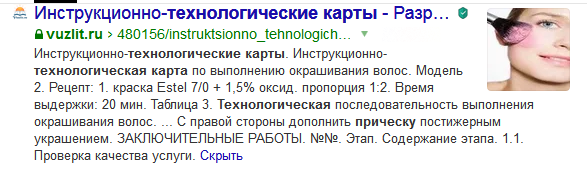 Инструкционно-технологические карты - Разр...
vuzlit.ru > 480156/instruktsionno_tehnologich...
Инструкционно-технологические карты. Инструкционно-
технологическая карта по выполнению окрашивания волос. Модель
2. Рецепт: 1. краска Estel 7/0 + 1,5% оксид. пропорция 1:2. Время
выдержки: 20 мин. Таблица 3. Технологическая последовательность выполнения
окрашивания волос. ... С правой стороны дополнить прическу постижерным
украшением. ЗАКЛЮЧИТЕЛЬНЫЕ РАБОТЫ. №№. Этап. Содержание этапа. 1.1.
Проверка качества услуги. Скрыть